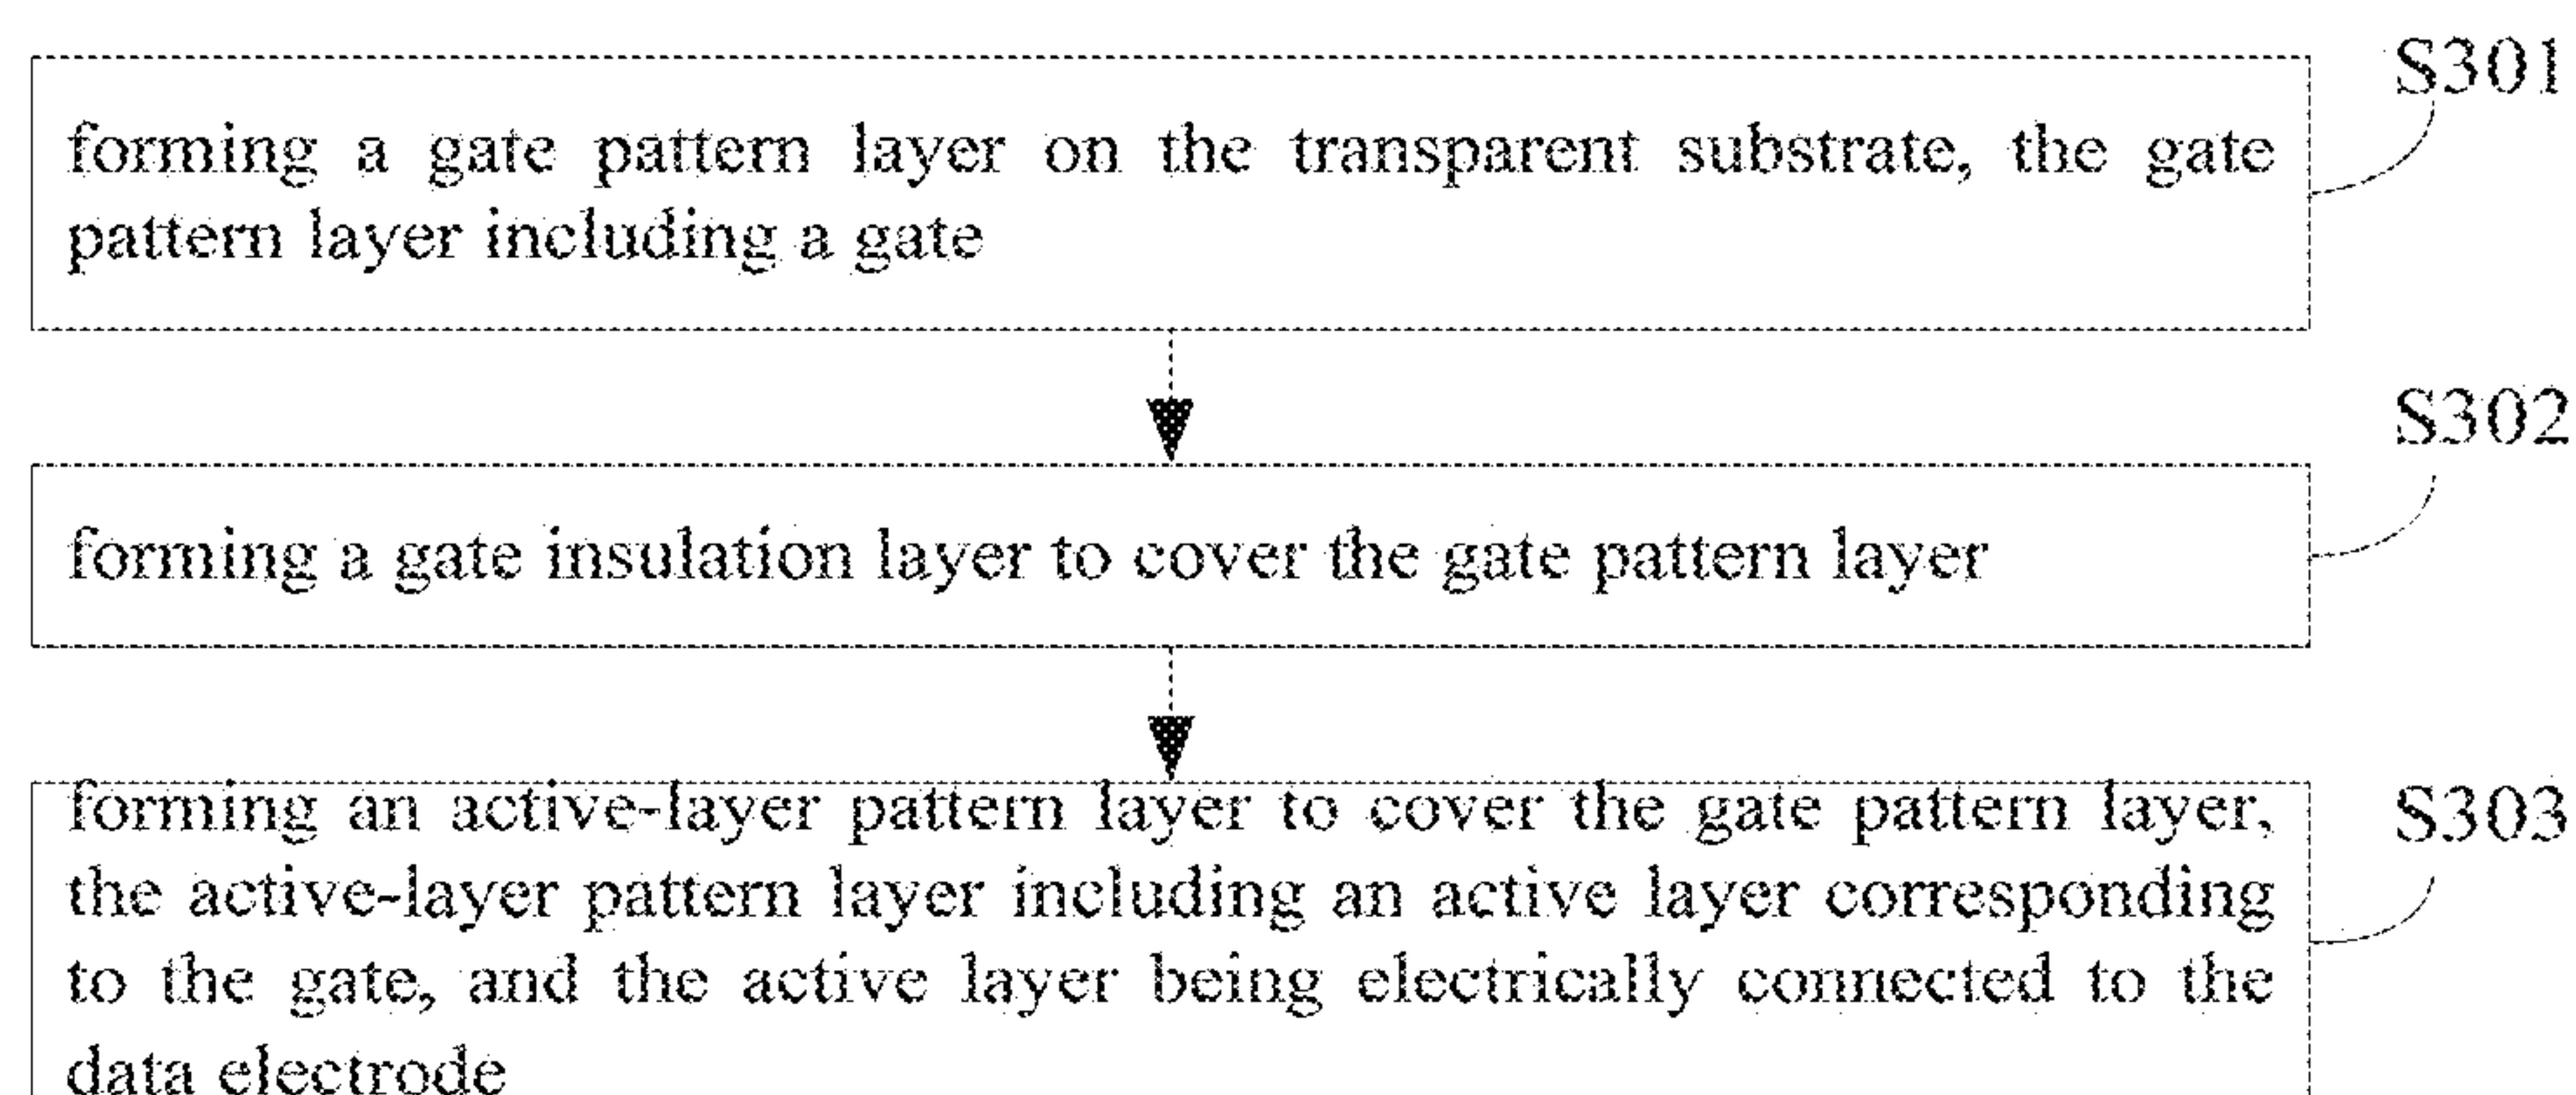 S301
forming a gate pattern layer on the transparent substrate, the gate
pattern layer including a gate
S302
forming a gate insulation layer to cover the gate pattern layer
S303
forming an active-layer pattern layer to cover the gate pattern layer,
the active-layer pattern layer including an active layer corresponding
to the gate, and the active layer being electrically connected to the
data electrode